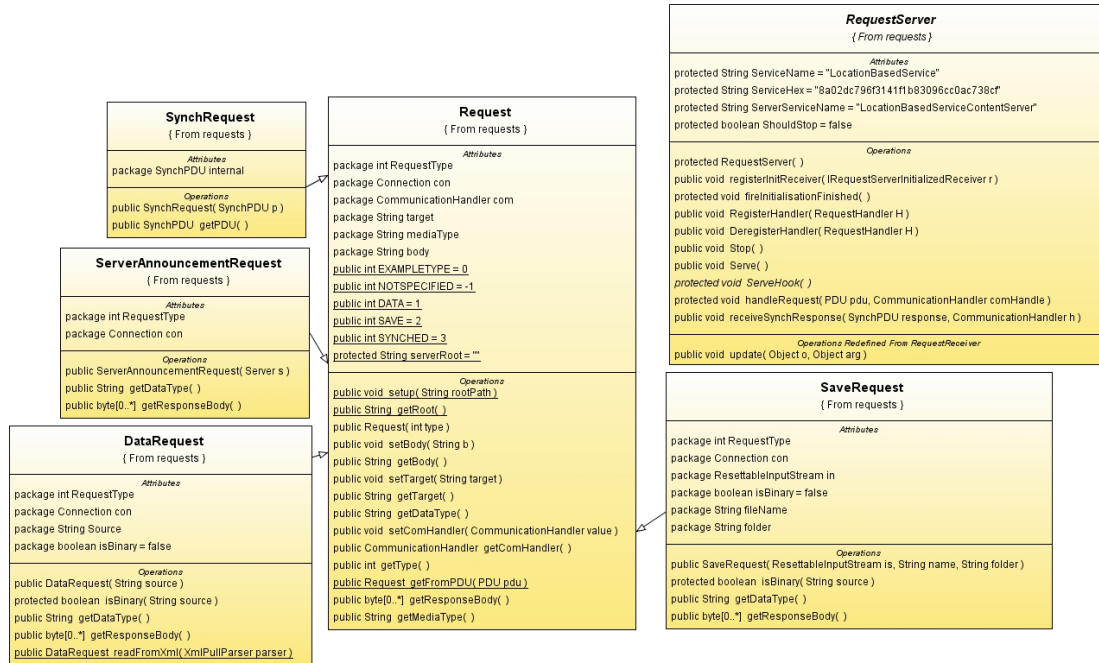 SynchRequest
{ From requests }
Attributes
package SynchPDU internal
Operations
public SynchRequest( SynchPDU p )
public SynchPDU getPDU( )
ServerAnnouncementRequest
{ From requests }
Attributes
package int RequestType
package Connection con
Operations
public ServerAnnouncementRequest( Server s )
public String getDataType( )
public byte[0..*] getResponseBody( )
DataRequest
{ From requests }
Attributes
package int RequestType
package Connection con
package String Source
package boolean isBinary = false
Operations
public DataRequest( String source )
protected boolean isBinary( String source )
public String getDataType( )
public byte[0..*] getResponseBody( )
public DataRequest readFromXml( XmlPullParser parser )
Request
{ From requests }
Attributes
package int RequestType
package Connection con
package CommunicationHandler com
package String target
package String mediaType
package String body
public int EXAMPLETYPE = 0
public int NOTSPECIFIED = -1
public int DATA = 1
public int SAVE = 2
public int SYNCHED = 3
protected String serverRoot = ""
Operations
public void setup( String rootPath )
public String getRoot( )
public Request( int type )
public void setBody( String b )
public String getBody( )
public void setTarget( String target )
public String getTarget( )
public String getDataType( )
public void setComHandler( CommunicationHandler value )
public CommunicationHandler getComHandler( )
public int getType( )
public Request getFromPDU( PDU pdu )
public byte[0..*] getResponseBody( )
public String getMediaType( )
RequestServer
{ From requests }
Attributes
protected String ServiceName = "LocationBasedService"
protected String ServiceHex = "8a02dc796f3141f1b83096cc0ac738cf"
protected String ServerServiceName = "LocationBasedServiceContentServer"
protected boolean ShouldStop = false
Operations
protected RequestServer( )
public void registerInitReceiver( IRequestServerInitializedReceiver r )
protected void fireInitialisationFinished( )
public void RegisterHandler( RequestHandler H )
public void DeregisterHandler( RequestHandler H )
public void Stop( )
public void Serve( )
protected void ServeHook( )
protected void handleRequest( PDU pdu, CommunicationHandler comHandle )
public void receiveSynchResponse( SynchPDU response, CommunicationHandler h )
Operations Redefined From RequestReceiver
public void update( Object o, Object arg )
SaveRequest
{ From requests }
Attributes
package int RequestType
package Connection con
package ResettableInputStream in
package boolean isBinary = false
package String fileName
package String folder
Operations
public SaveRequest( ResettableInputStream is, String name, String folder )
protected boolean isBinary( String source )
public String getDataType( )
public byte[0..*] getResponseBody( )